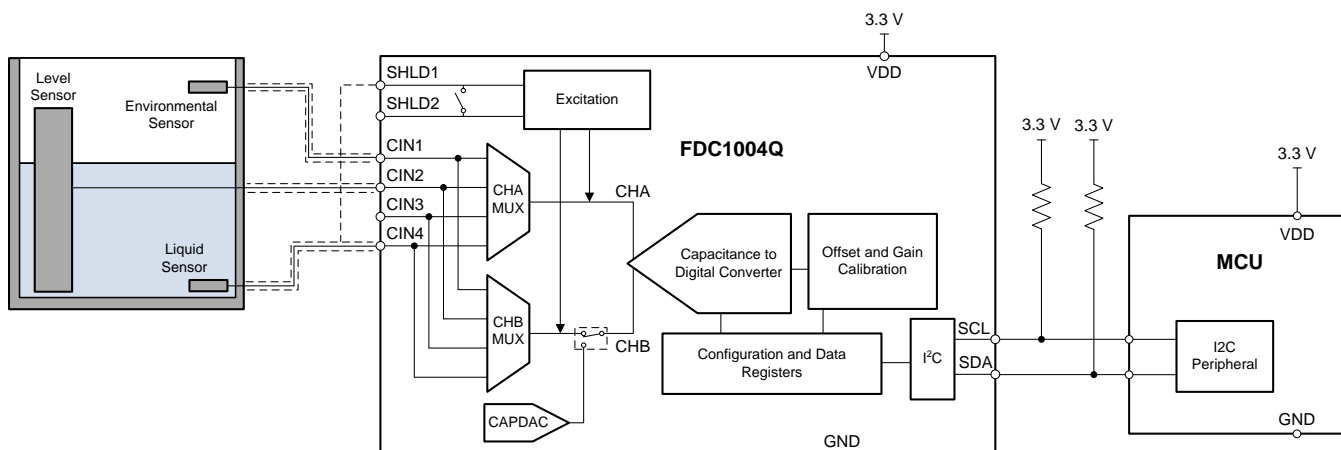 3.3 V
VDD
Level
Sensor
Environmental
Sensor
Liquid
Sensor
SHLD1
SHLD2
CIN1
CIN2
CIN3
CIN4
Excitation
FDC1004Q
CHA
MUX
CHA
CHB
MUX
CHB
CAPDAC
Capacitance to
Digital Converter
Offset and Gain
Calibration
Configuration and Data
Registers
I²C
SCL
SDA
GND
3.3 V
3.3 V
3.3 V
VDD
MCU
I2C
Peripheral
GND